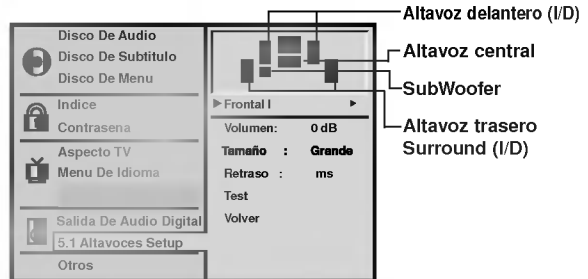 Disco De Audio
Disco De Subtitulo
Disco De Menu
Indice
Contrasena
Aspecto TV
Menu De Idioma
Salida De Audio Digital
5.1 Altavoces Setup
Otros
Frontal I
Volumen: 0 dB
Tamaño : Grande
Retraso : ms
Test
Volver
Altavoz delantero (I/D)
Altavoz central
SubWoofer
Altavoz trasero
Surround (I/D)